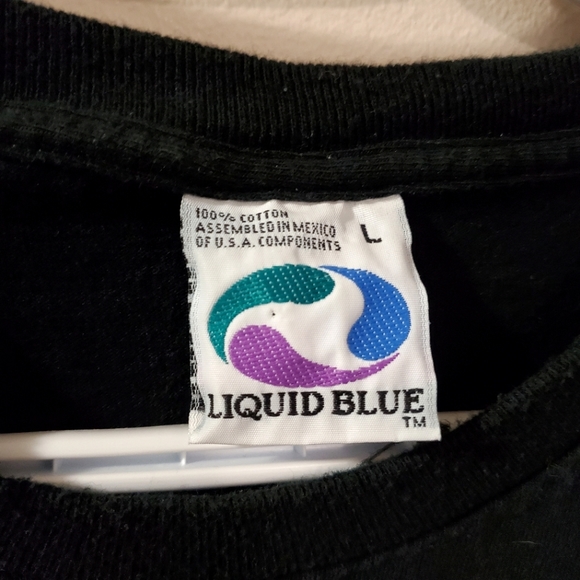 100% COTTON
ASSEMBLED IN MEXICO
OF U.S.A. COMPONENTS
L
LIQUID BLUE
TM